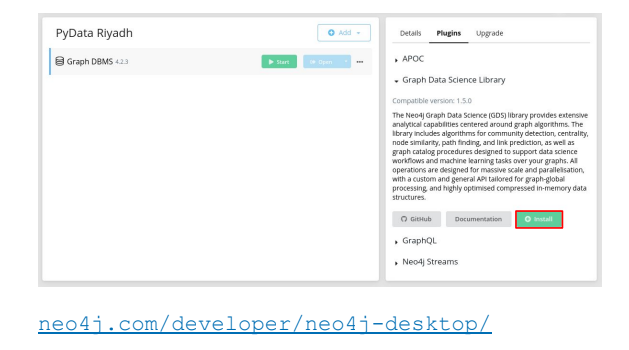 PyData Riyadh
Add
Graph DBMS 4.2.3
Start
Open
Details Plugins Upgrade
APOC
Graph Data Science Library
Compatible version: 1.5.0
The Neo4j Graph Data Science (GDS) library provides extensive
analytical capabilities centered around graph algorithms. The
library includes algorithms for community detection, centrality,
node similarity, path finding, and link prediction, as well as
graph catalog procedures designed to support data science
workflows and machine learning tasks over your graphs. All
operations are designed for massive scale and parallelisation,
with a custom and general API tailored for graph-global
processing, and highly optimised compressed in-memory data
structures.
GitHub Documentation Install
GraphQL
Neo4j Streams
neo4j.com/developer/neo4j-desktop/